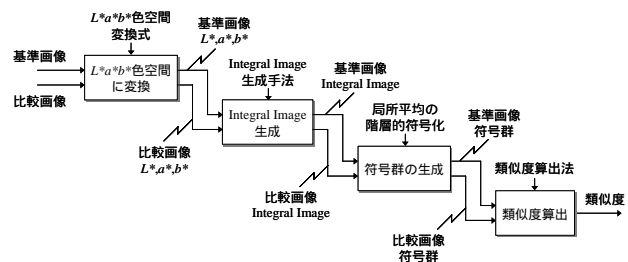 L*a*b*色空間
変換式
基準画像
L*,a*,b*
基準画像
比較画像
L*a*b*色空間
に変換
比較画像
L*,a*,b*
Integral Image
生成手法
Integral Image
生成
基準画像
Integral Image
比較画像
Integral Image
局所平均の
階層的符号化
符号群の生成
基準画像
符号群
比較画像
符号群
類似度算出法
類似度算出
類似度